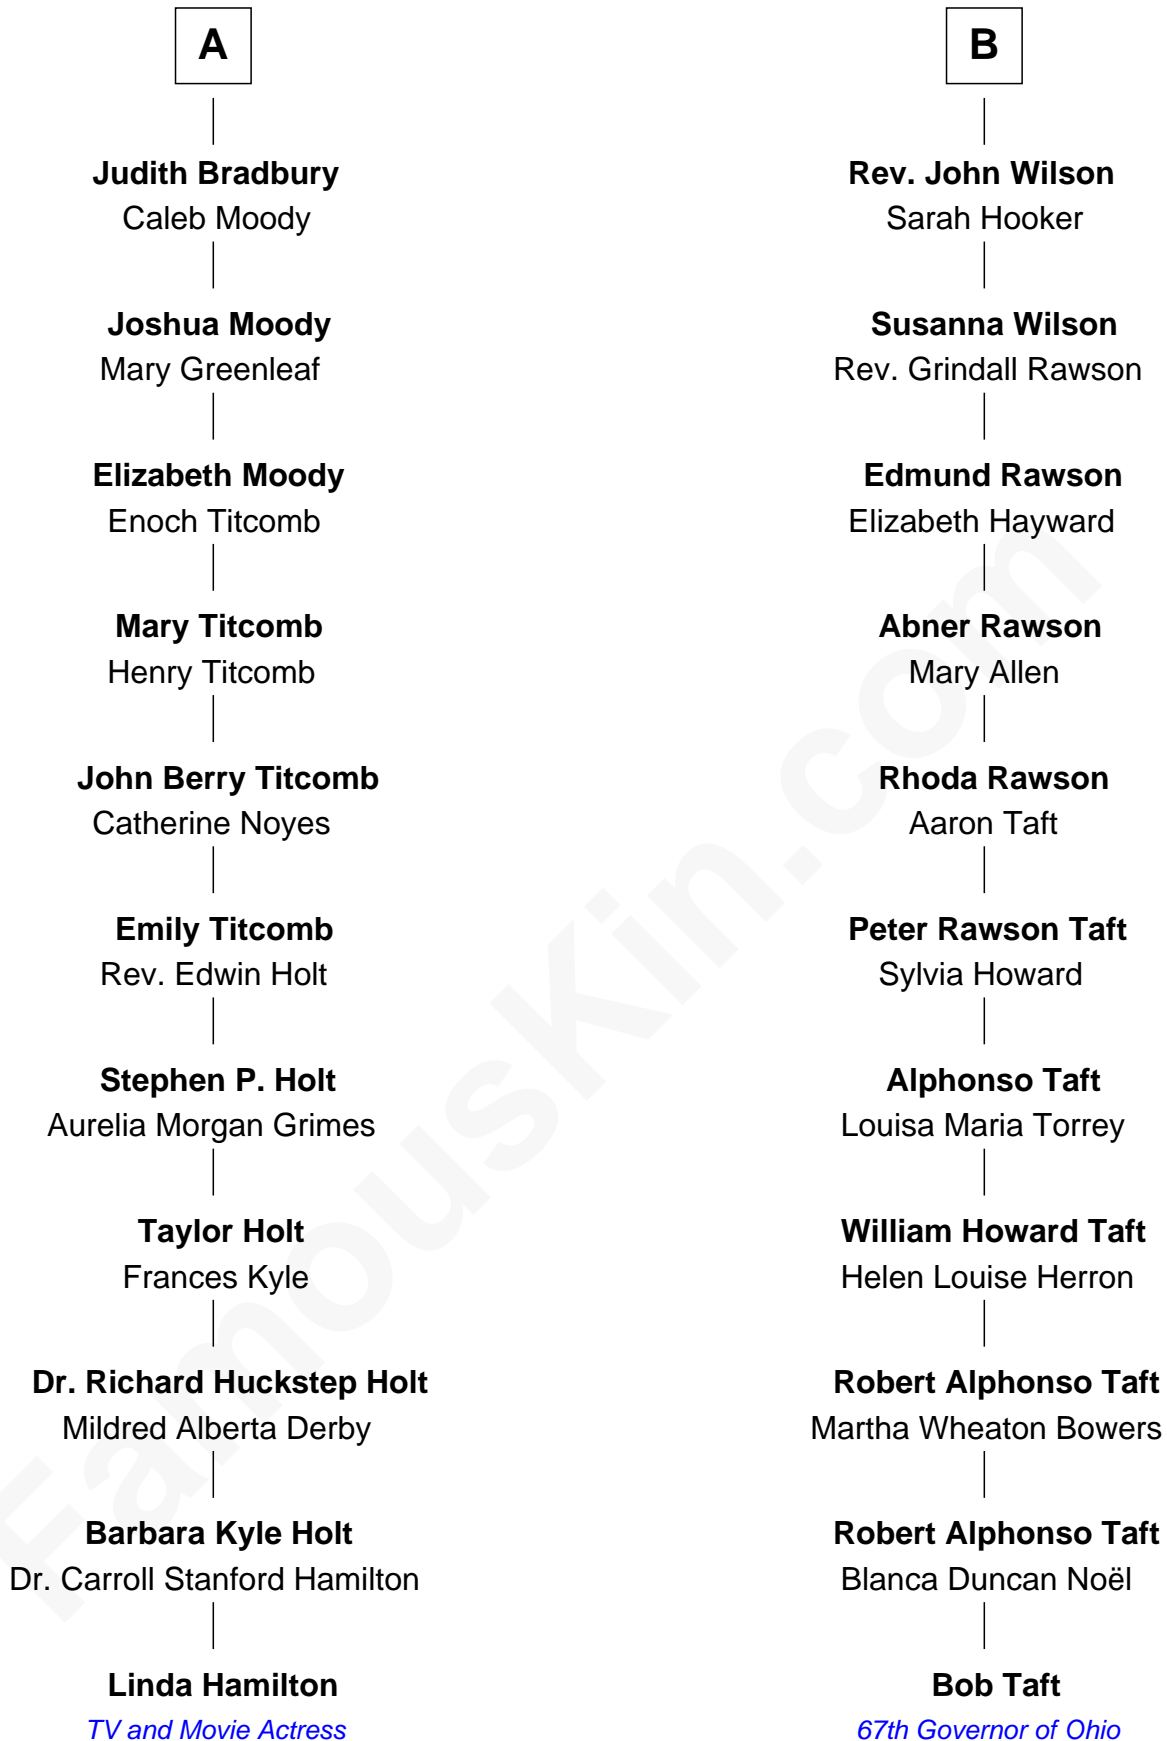 A
Judith Bradbury
Caleb Moody
Joshua Moody
Mary Greenleaf
Elizabeth Moody
Enoch Titcomb
Mary Titcomb
Henry Titcomb
John Berry Titcomb
Catherine Noyes
Emily Titcomb
Rev. Edwin Holt
Stephen P. Holt
Aurelia Morgan Grimes
Taylor Holt
Frances Kyle
Dr. Richard Huckstep Holt
Mildred Alberta Derby
Barbara Kyle Holt
Dr. Carroll Stanford Hamilton
Linda Hamilton
TV and Movie Actress
B
Rev. John Wilson
Sarah Hooker
Susanna Wilson
Rev. Grindall Rawson
Edmund Rawson
Elizabeth Hayward
Abner Rawson
Mary Allen
Rhoda Rawson
Aaron Taft
Peter Rawson Taft
Sylvia Howard
Alphonso Taft
Louisa Maria Torrey
William Howard Taft
Helen Louise Herron
Robert Alphonso Taft
Martha Wheaton Bowers
Robert Alphonso Taft
Blanca Duncan Noël
Bob Taft
67th Governor of Ohio
FamousKin.com